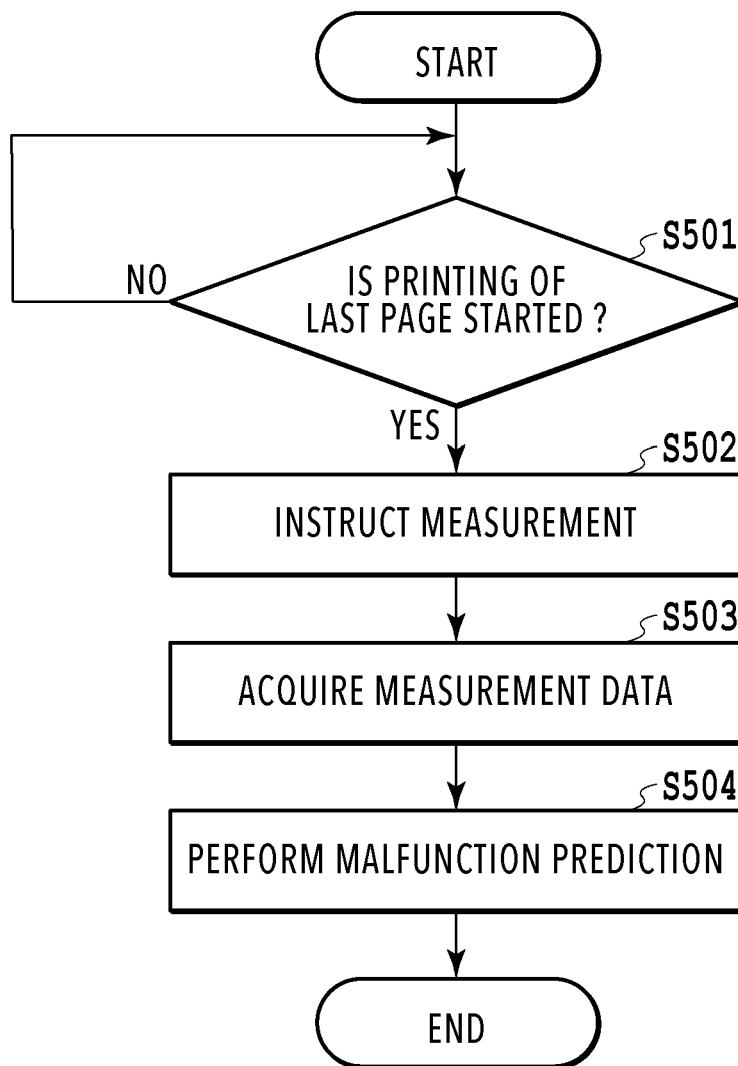 START
S501
IS PRINTING OF
LAST PAGE STARTED ?
NO
YES
S502
INSTRUCT MEASUREMENT
S503
ACQUIRE MEASUREMENT DATA
S504
PERFORM MALFUNCTION PREDICTION
END